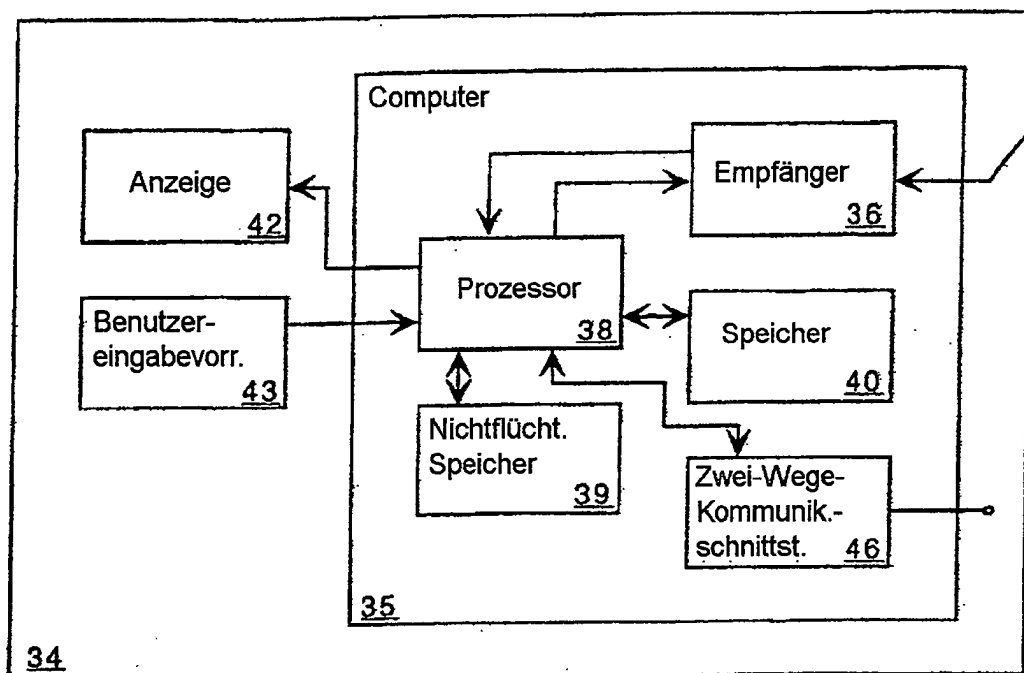 Computer
Anzeige
42
Empfänger
36
Prozessor
38
Benutzer-
eingabevorr.
43
Speicher
40
Nichtflücht.
Speicher
39
Zwei-Wege-
Kommunik.-
schnittst.
46
35
34